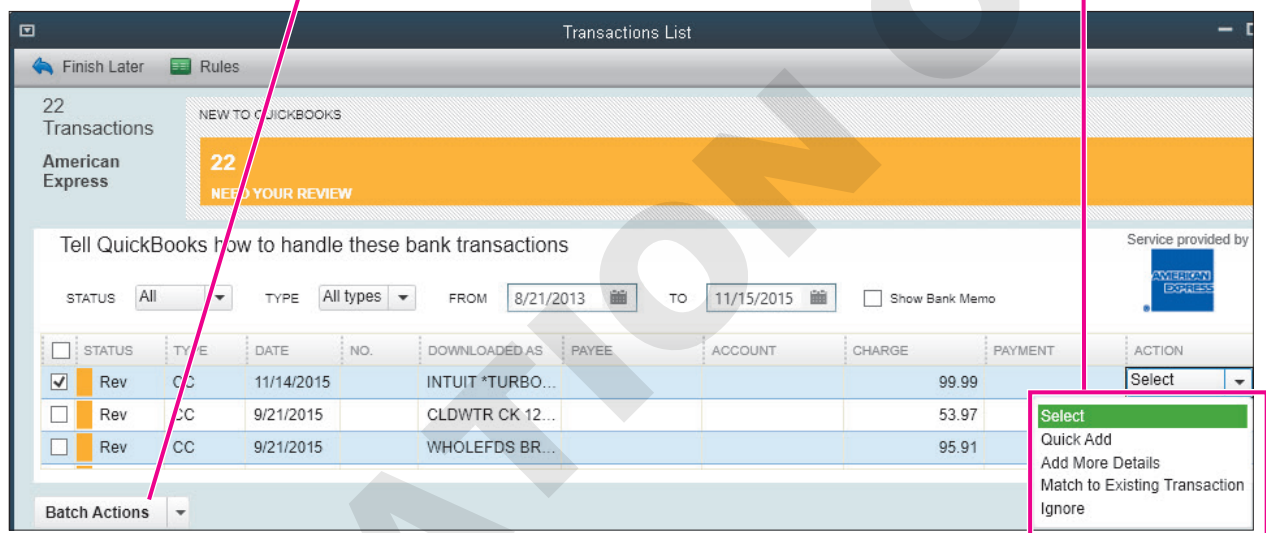 Transactions List
Finish Later Rules
22
Transactions
American
Express
NEW TO QUICKBOOKS
22
NEED YOUR REVIEW
Tell QuickBooks how to handle these bank transactions
Service provided by
AMERICAN
EXPRESS
STATUS All TYPE All types FROM 8/21/2013 TO 11/15/2015 Show Bank Memo
STATUS TYPE DATE NO. DOWNLOADED AS PAYEE ACCOUNT CHARGE PAYMENT ACTION
Rev CC 11/14/2015 INTUIT *TURBO... 99.99 Select
Rev CC 9/21/2015 CLDWTR CK 12... 53.97
Rev CC 9/21/2015 WHOLEFDS BR... 95.91
Select
Quick Add
Add More Details
Match to Existing Transaction
Ignore
Batch Actions